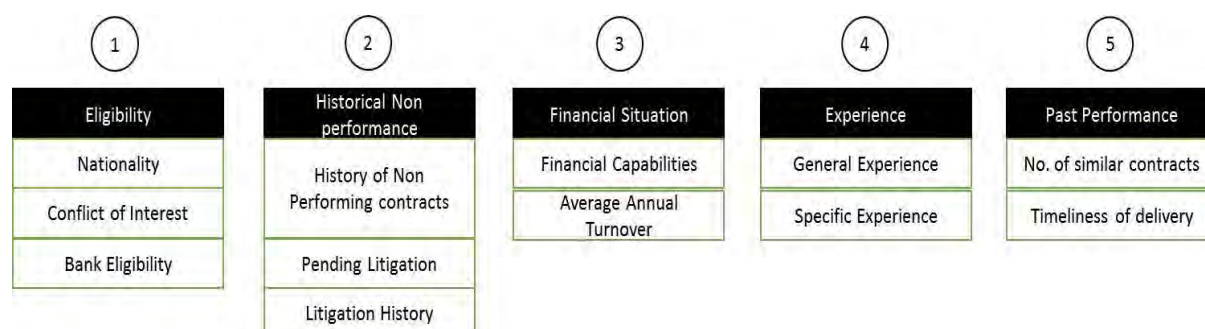 1
2
3
4
5
Eligibility
Nationality
Conflict of Interest
Bank Eligibility
Historical Non
performance
History of Non
Performing contracts
Pending Litigation
Litigation History
Financial Situation
Financial Capabilities
Average Annual
Turnover
Experience
General Experience
Specific Experience
Past Performance
No. of similar contracts
Timeliness of delivery